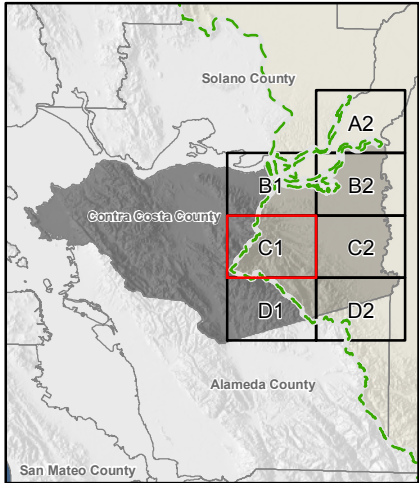 Solano County
A2
B1
B2
Contra Costa County
C1
C2
D1
D2
Alameda County
San Mateo County